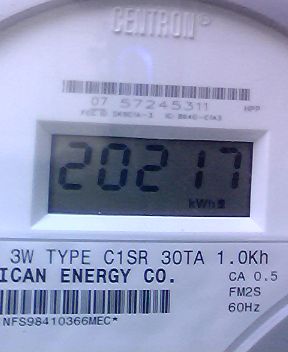 CENTRON®
07 57245311 HPP
20217
kWh
3W TYPE C1SR 30TA 1.0Kh
ICAN ENERGY CO. CA 0.5
FM2S
60Hz
NFS98410366MEC*